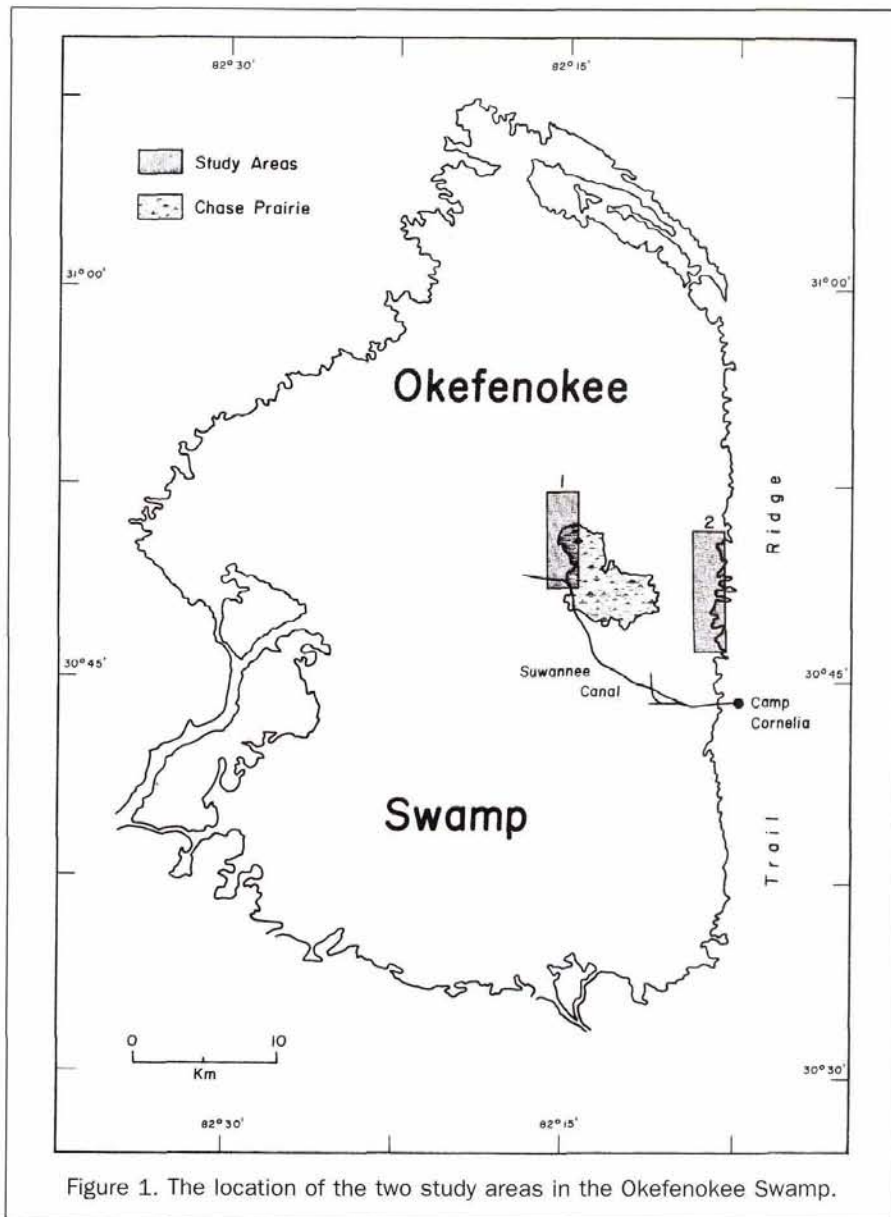 82°30'
82°15'
Study Areas
Chase Prairie
31°00'
31°00'
Okefenokee
1
2
Ridge
30°45'
30°45'
Suwannee
Canal
Camp
Cornelia
Swamp
Trail
0 10
Km
30°30'
82°30'
82°15'
Figure 1. The location of the two study areas in the Okefenokee Swamp.